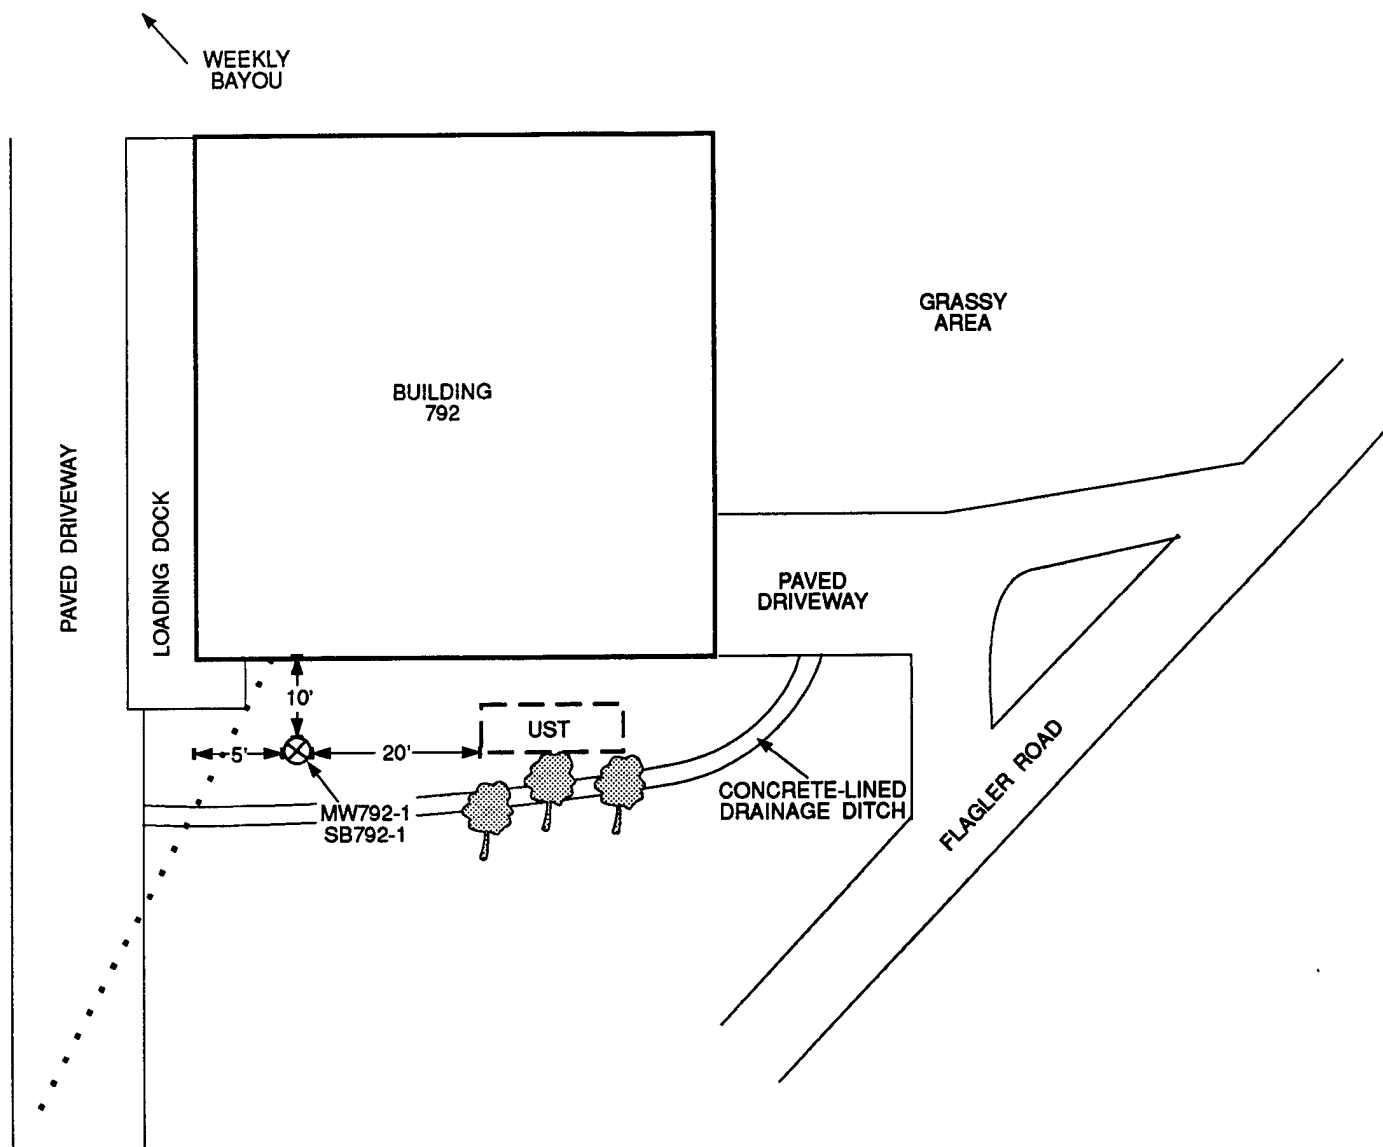 WEEKLY
BAYOU
GRASSY
AREA
BUILDING
792
PAVED DRIVEWAY
LOADING DOCK
PAVED
DRIVEWAY
10'
UST
5'
20'
FLAGLER ROAD
CONCRETE-LINED
DRAINAGE DITCH
MW792-1
SB792-1